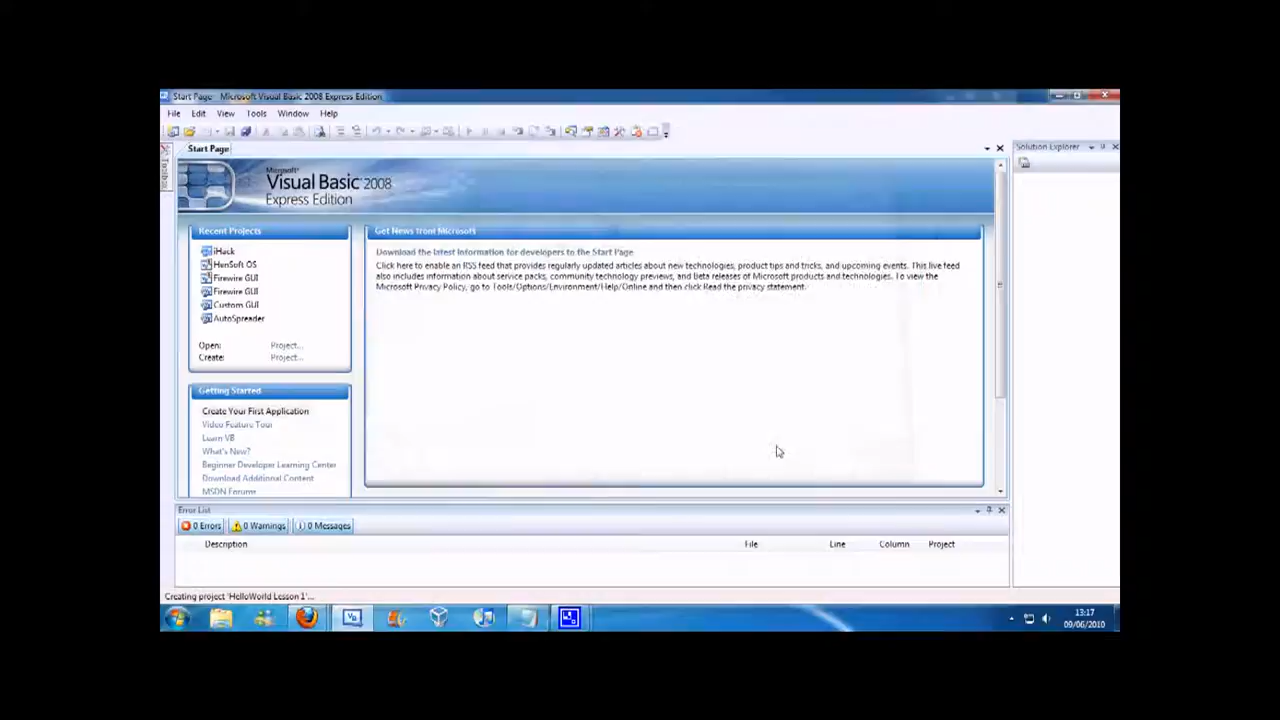 Start Page - Microsoft Visual Basic 2008 Express Edition
File Edit View Tools Window Help
Start Page
Solution Explorer
Toolbox
Microsoft
Visual Basic 2008
Express Edition
Recent Projects
iHack
HenSoft OS
Firewire GUI
Firewire GUI
Custom GUI
AutoSpreader
Open: Project...
Create: Project...
Getting Started
Create Your First Application
Video Feature Tour
Learn VB
What's New?
Beginner Developer Learning Center
Download Additional Content
MSDN Forums
Get News from Microsoft
Download the latest information for developers to the Start Page
Click here to enable an RSS feed that provides regularly updated articles about new technologies, product tips and tricks, and upcoming events. This live feed
also includes information about service packs, community technology previews, and Beta releases of Microsoft products and technologies. To view the
Microsoft Privacy Policy, go to Tools/Options/Environment/Help/Online and then click Read the privacy statement.
Error List
0 Errors 0 Warnings 0 Messages
Description File Line Column Project
Creating project 'HelloWorld Lesson 1'...
13:17
09/06/2010